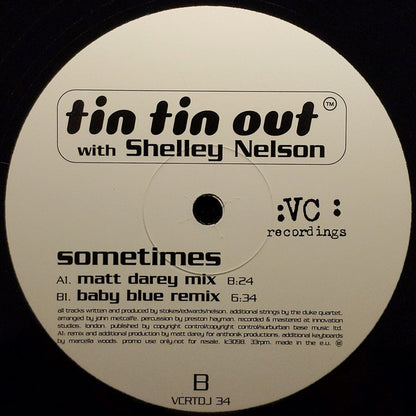 tin tin out™
with Shelley Nelson
:VC :
recordings
sometimes
A1. matt darey mix 8:24
B1. baby blue remix 6:34
all tracks written and produced by stokes/edwards/nelson. additional strings by the duke quartet.
arranged by john metcalfe. percussion by preston hayman. recorded & mastered at innovation
studios. london. published by copyright control/copyright control/surburban base music ltd.
A1: remix and additional production by matt darey for anthonik productions. additional keyboards
by marcella woods. promo use only.not for resale. lc3098. 33rpm. made in the e.u.
B
VCRTDJ 34